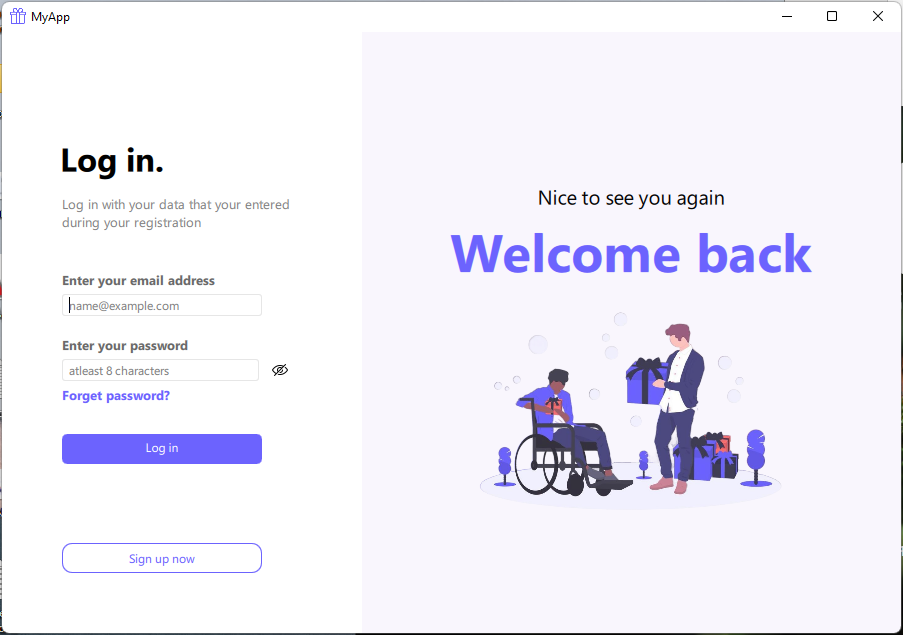 MyApp
Log in.
Log in with your data that your entered
during your registration
Enter your email address
name@example.com
Enter your password
atleast 8 characters
Forget password?
Log in
Sign up now
Nice to see you again
Welcome back